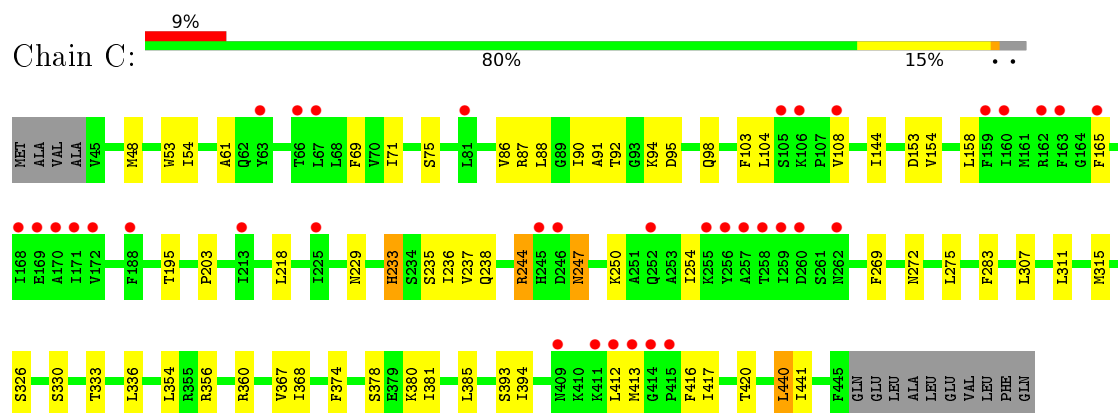 9%
Chain C:
80% 15% • •
MET ALA VAL ALA V45 M48 W53 I54 A61 Q62 Y63 T66 L67 L68 F69 V70 I71 S75 L81 V86 R87 L88 G89 I90 A91 T92 G93 K94 D95 Q98 F103 L104 S105 K106 P107 V108 I144 D153 V154 L158 F159 I160 M161 R162 F163 G164 F165
I168 E169 A170 I171 V172 F188 T195 P203 I213 L218 I225 N229 H233 S234 S235 I236 V237 Q238 R244 H245 D246 N247 K250 A251 Q252 A253 I254 K255 Y256 A257 T258 I259 D260 S261 N262 F269 N272 L275 F283 L307 L311 M315
S326 S330 T333 L336 L354 R355 R356 R360 V367 I368 F374 S378 E379 K380 I381 L385 S393 I394 N409 K410 K411 L412 M413 G414 P415 F416 I417 T420 L440 I441 F445 GLN GLU LEU ALA LEU GLU VAL LEU PHE GLN